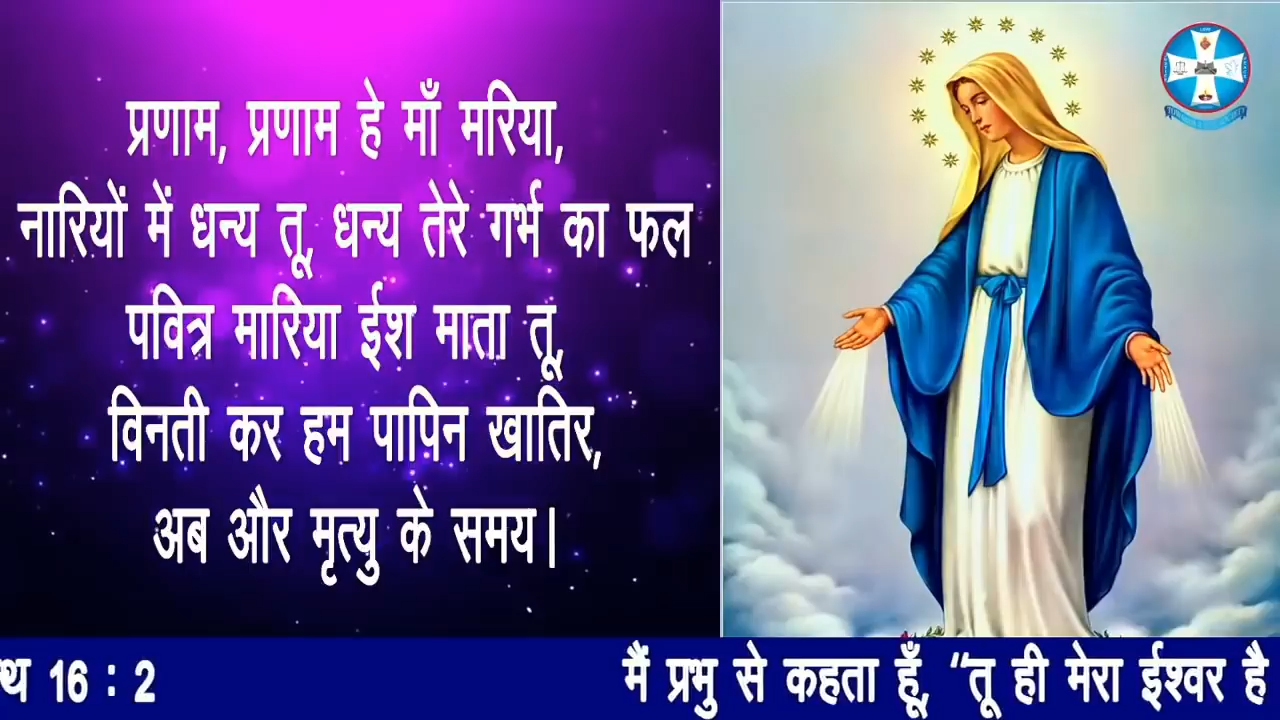 प्रणाम, प्रणाम हे माँ मरिया,
नारियों में धन्य तू, धन्य तेरे गर्भ का फल
पवित्र मारिया ईश माता तू,
विनती कर हम पापिन खातिर,
अब और मृत्यु के समय।
थ 16 : 2 मैं प्रभु से कहता हूँ, “तू ही मेरा ईश्वर है